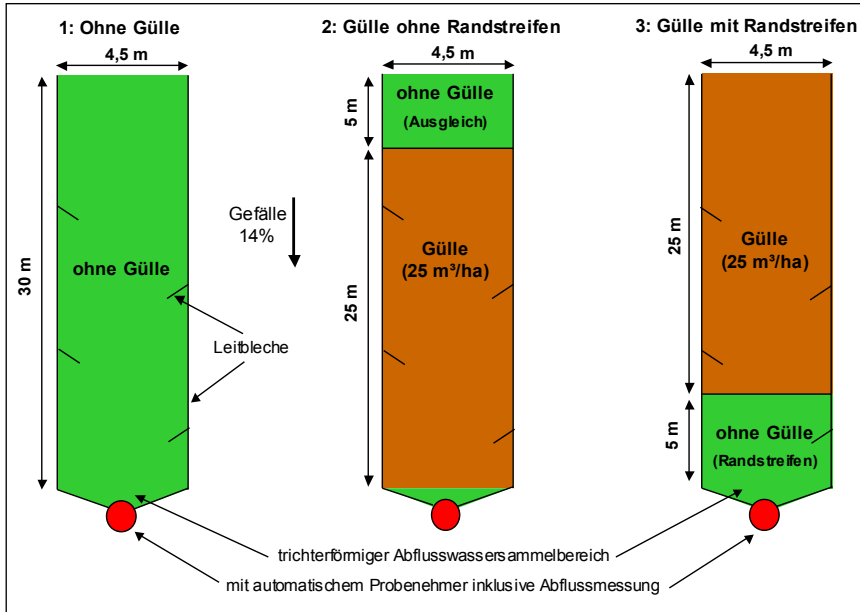 1: Ohne Gülle
4,5 m
30 m
ohne Gülle
Gefälle
14%
Leitbleche
2: Gülle ohne Randstreifen
4,5 m
5 m
ohne Gülle
(Ausgleich)
25 m
Gülle
(25 m³/ha)
3: Gülle mit Randstreifen
4,5 m
25 m
Gülle
(25 m³/ha)
5 m
ohne Gülle
(Randstreifen)
trichterförmiger Abflusswassersammelbereich
mit automatischem Probenehmer inklusive Abflussmessung